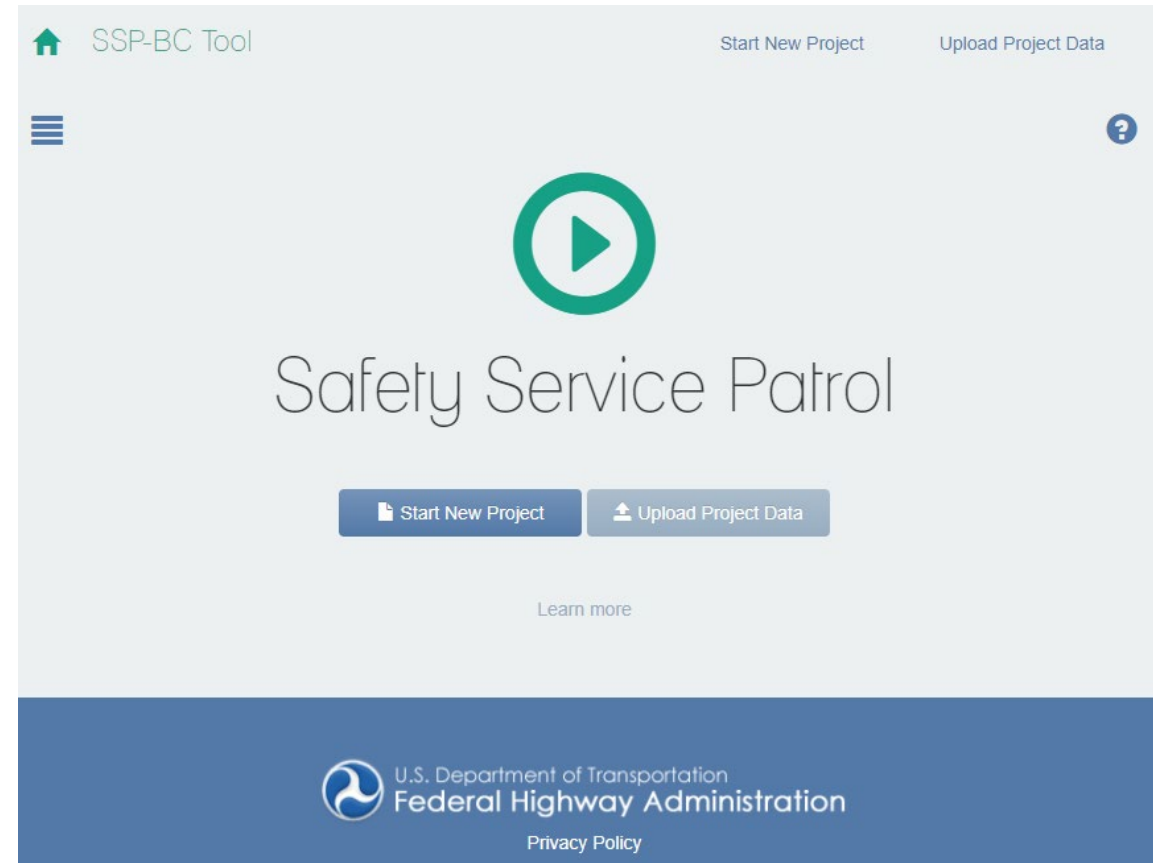 SSP-BC Tool Start New Project Upload Project Data
?
Safety Service Patrol
Start New Project Upload Project Data
Learn more
U.S. Department of Transportation
Federal Highway Administration
Privacy Policy